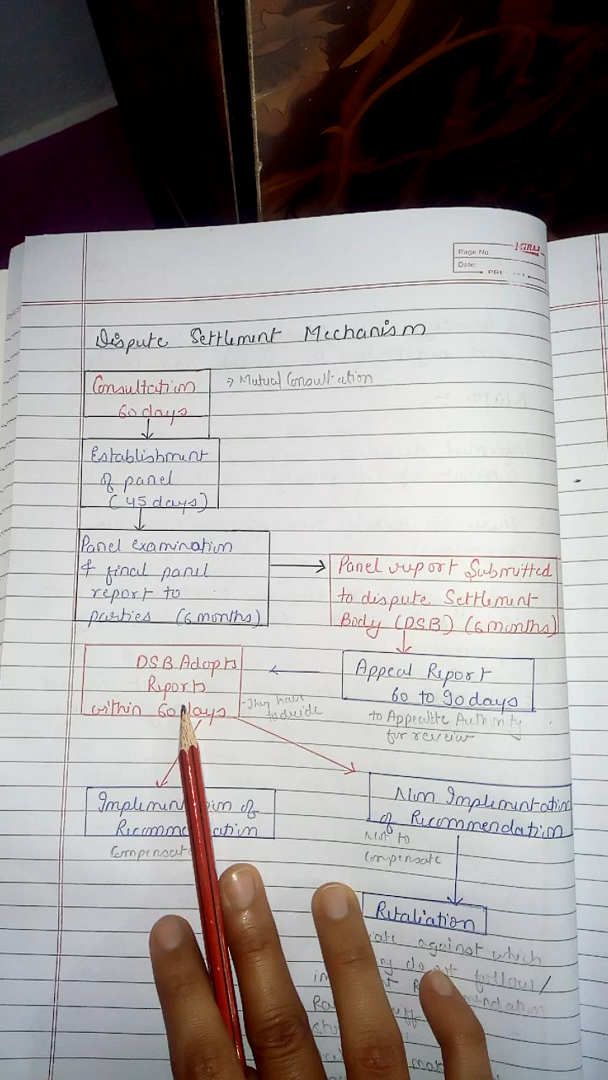 Page No.
Date:
Dispute Settlement Mechanism
Consultation
60 days
→ Mutual Consultation
Establishment
of panel
(45 days)
Panel examination
& final panel
report to
parties (6 months)
Panel report Submitted
to dispute Settlement
Body (DSB) (6 months)
DSB Adopts
Reports
within 60 days
- They have
to decide
Appeal Report
60 to 90 days
to Appellate Authority
for review
Implementation of
Recommendation
Compensate
Non Implementation
of Recommendation
Not to
Compensate
Retaliation
against which
follow/